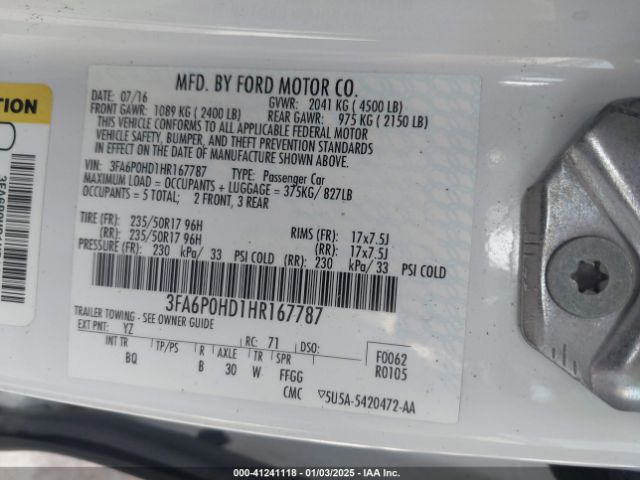 MFD. BY FORD MOTOR CO.
DATE: 07/16 GVWR: 2041 KG ( 4500 LB)
FRONT GAWR: 1089 KG ( 2400 LB) REAR GAWR: 975 KG ( 2150 LB)
THIS VEHICLE CONFORMS TO ALL APPLICABLE FEDERAL MOTOR
VEHICLE SAFETY, BUMPER, AND THEFT PREVENTION STANDARDS
IN EFFECT ON THE DATE OF MANUFACTURE SHOWN ABOVE.
VIN: 3FA6P0HD1HR167787 TYPE: Passenger Car
MAXIMUM LOAD = OCCUPANTS + LUGGAGE = 375KG/ 827LB
OCCUPANTS = 5 TOTAL; 2 FRONT, 3 REAR
TIRE (FR): 235/50R17 96H RIMS (FR): 17x7.5J
(RR): 235/50R17 96H (RR): 17x7.5J
PRESSURE (FR): 230 kPa/ 33 PSI COLD (RR): 230 kPa/ 33 PSI COLD
3FA6P0HD1HR167787
TRAILER TOWING - SEE OWNER GUIDE
EXT PNT: YZ RC: 71 DSO: F0062
INT TR TP/PS R AXLE TR SPR R0105
BQ B 30 W FFGG
CMC 5U5A-5420472-AA
000-41241118 - 01/03/2025 - IAA Inc.